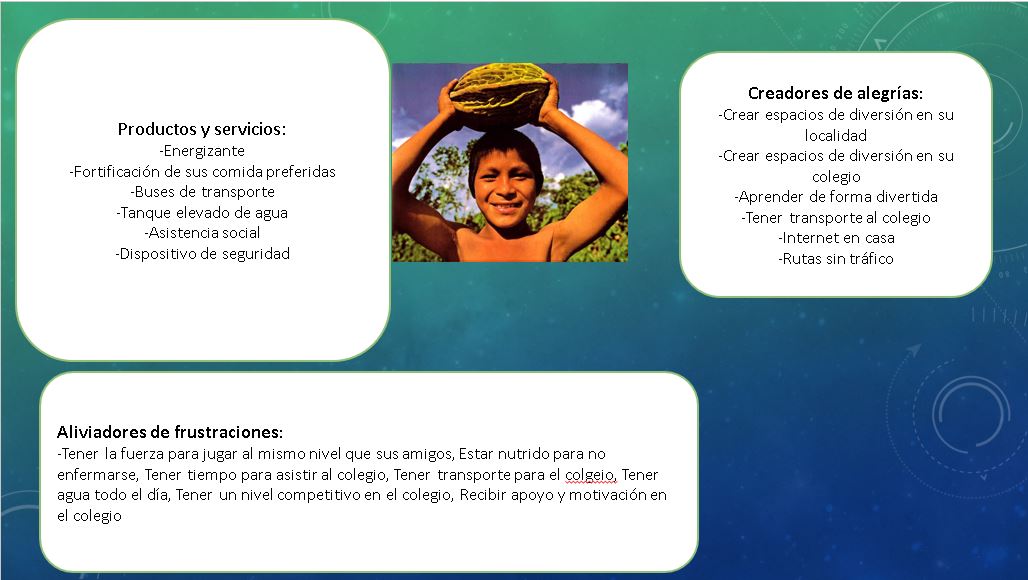 Productos y servicios:
-Energizante
-Fortificación de sus comida preferidas
-Buses de transporte
-Tanque elevado de agua
-Asistencia social
-Dispositivo de seguridad
Creadores de alegrías:
-Crear espacios de diversión en su
localidad
-Crear espacios de diversión en su
colegio
-Aprender de forma divertida
-Tener transporte al colegio
-Internet en casa
-Rutas sin tráfico
Aliviadores de frustraciones:
-Tener la fuerza para jugar al mismo nivel que sus amigos, Estar nutrido para no
enfermarse, Tener tiempo para asistir al colegio, Tener transporte para el colgeio, Tener
agua todo el día, Tener un nivel competitivo en el colegio, Recibir apoyo y motivación en
el colegio